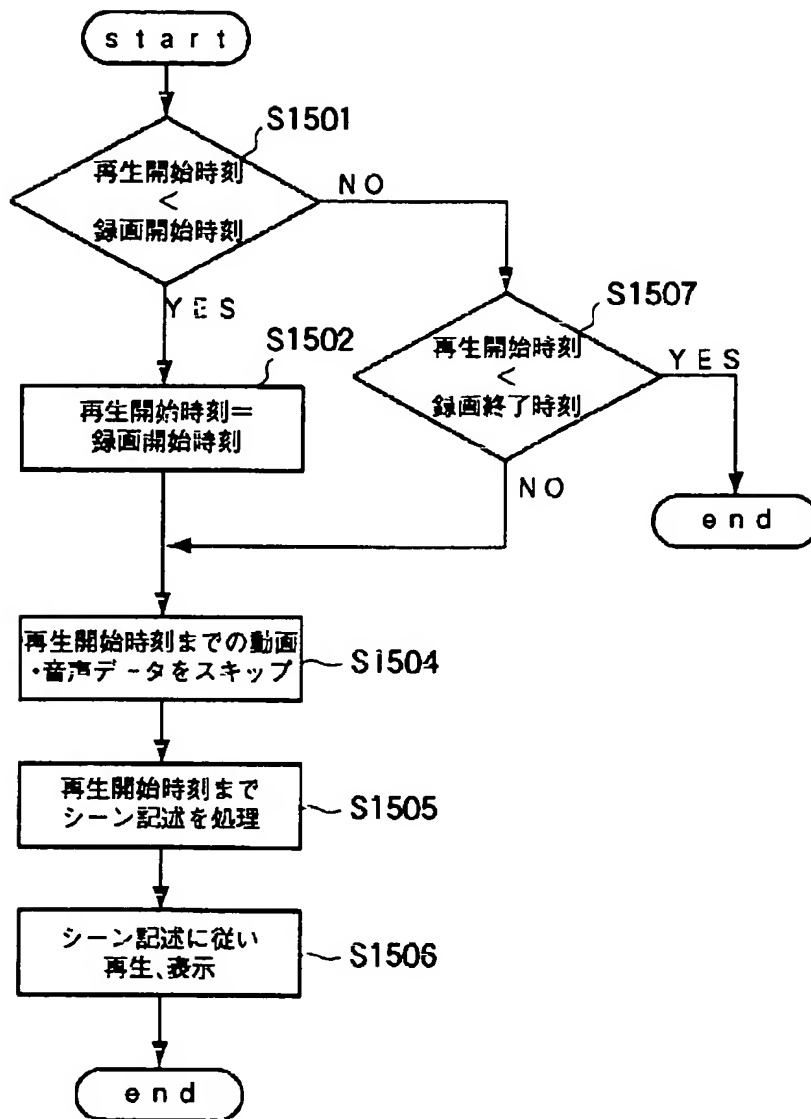 start
S1501
再生開始時刻
<
録画開始時刻
NO
YES
S1507
再生開始時刻
<
録画終了時刻
YES
NO
end
S1502
再生開始時刻＝
録画開始時刻
再生開始時刻までの動画
・音声データをスキップ
S1504
再生開始時刻まで
シーン記述を処理
S1505
シーン記述に従い
再生、表示
S1506
end